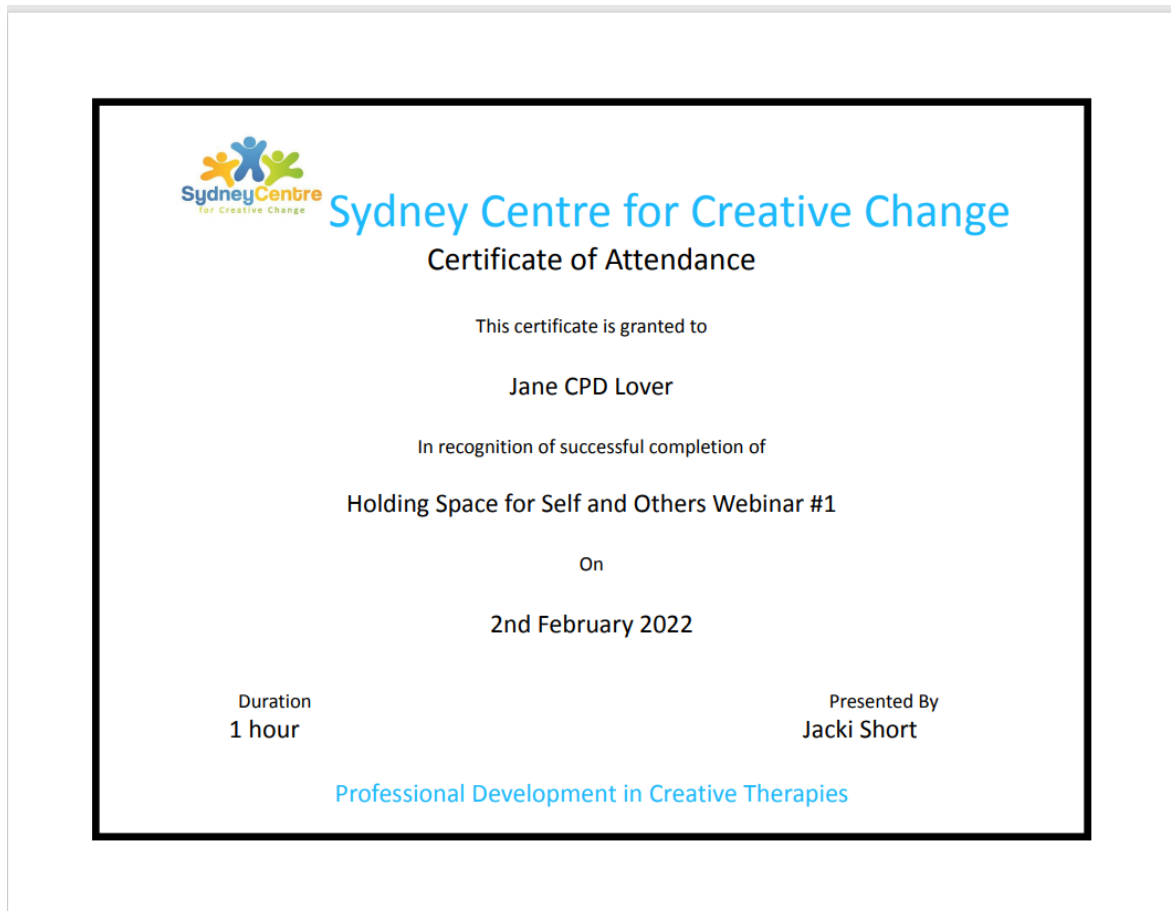 SydneyCentre
for Creative Change
Sydney Centre for Creative Change
Certificate of Attendance
This certificate is granted to
Jane CPD Lover
In recognition of successful completion of
Holding Space for Self and Others Webinar #1
On
2nd February 2022
Duration
1 hour
Presented By
Jacki Short
Professional Development in Creative Therapies